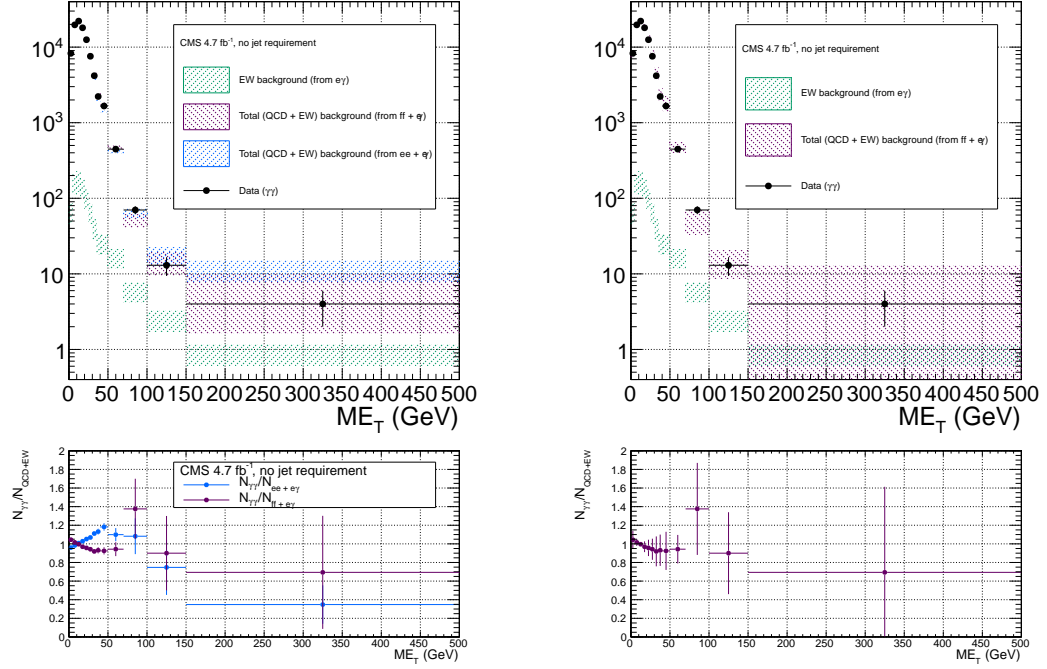 10⁴
10³
10²
10
1
CMS 4.7 fb⁻¹, no jet requirement
EW background (from eγ)
Total (QCD + EW) background (from ff + eγ)
Total (QCD + EW) background (from ee + eγ)
Data (γγ)
0 50 100 150 200 250 300 350 400 450 500
ME_T (GeV)
10⁴
10³
10²
10
1
CMS 4.7 fb⁻¹, no jet requirement
EW background (from eγ)
Total (QCD + EW) background (from ff + eγ)
Data (γγ)
0 50 100 150 200 250 300 350 400 450 500
ME_T (GeV)
N_γγ/N_QCD+EW
2
1.8
1.6
1.4
1.2
1
0.8
0.6
0.4
0.2
0
CMS 4.7 fb⁻¹, no jet requirement
N_γγ/N_ee + eγ
N_γγ/N_ff + eγ
0 50 100 150 200 250 300 350 400 450 500
ME_T (GeV)
N_γγ/N_QCD+EW
2
1.8
1.6
1.4
1.2
1
0.8
0.6
0.4
0.2
0
0 50 100 150 200 250 300 350 400 450 500
ME_T (GeV)